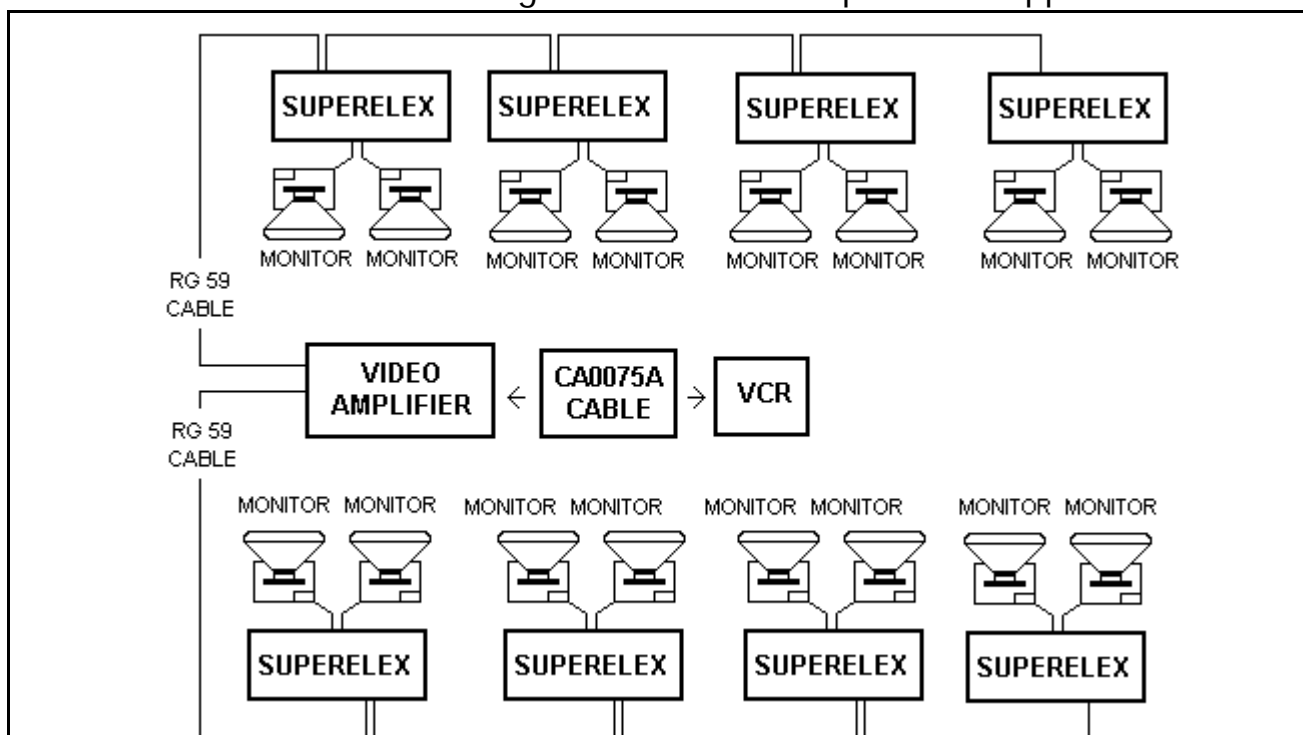 SUPERELEX SUPERELEX SUPERELEX SUPERELEX
MONITOR MONITOR MONITOR MONITOR MONITOR MONITOR MONITOR MONITOR
RG 59
CABLE
VIDEO
AMPLIFIER
CA0075A
CABLE
VCR
RG 59
CABLE
MONITOR MONITOR MONITOR MONITOR MONITOR MONITOR MONITOR MONITOR
SUPERELEX SUPERELEX SUPERELEX SUPERELEX